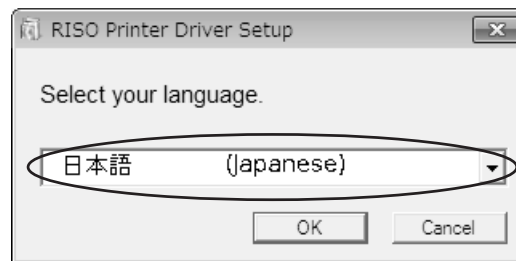 RISO Printer Driver Setup
Select your language.
日本語 (Japanese)
OK Cancel